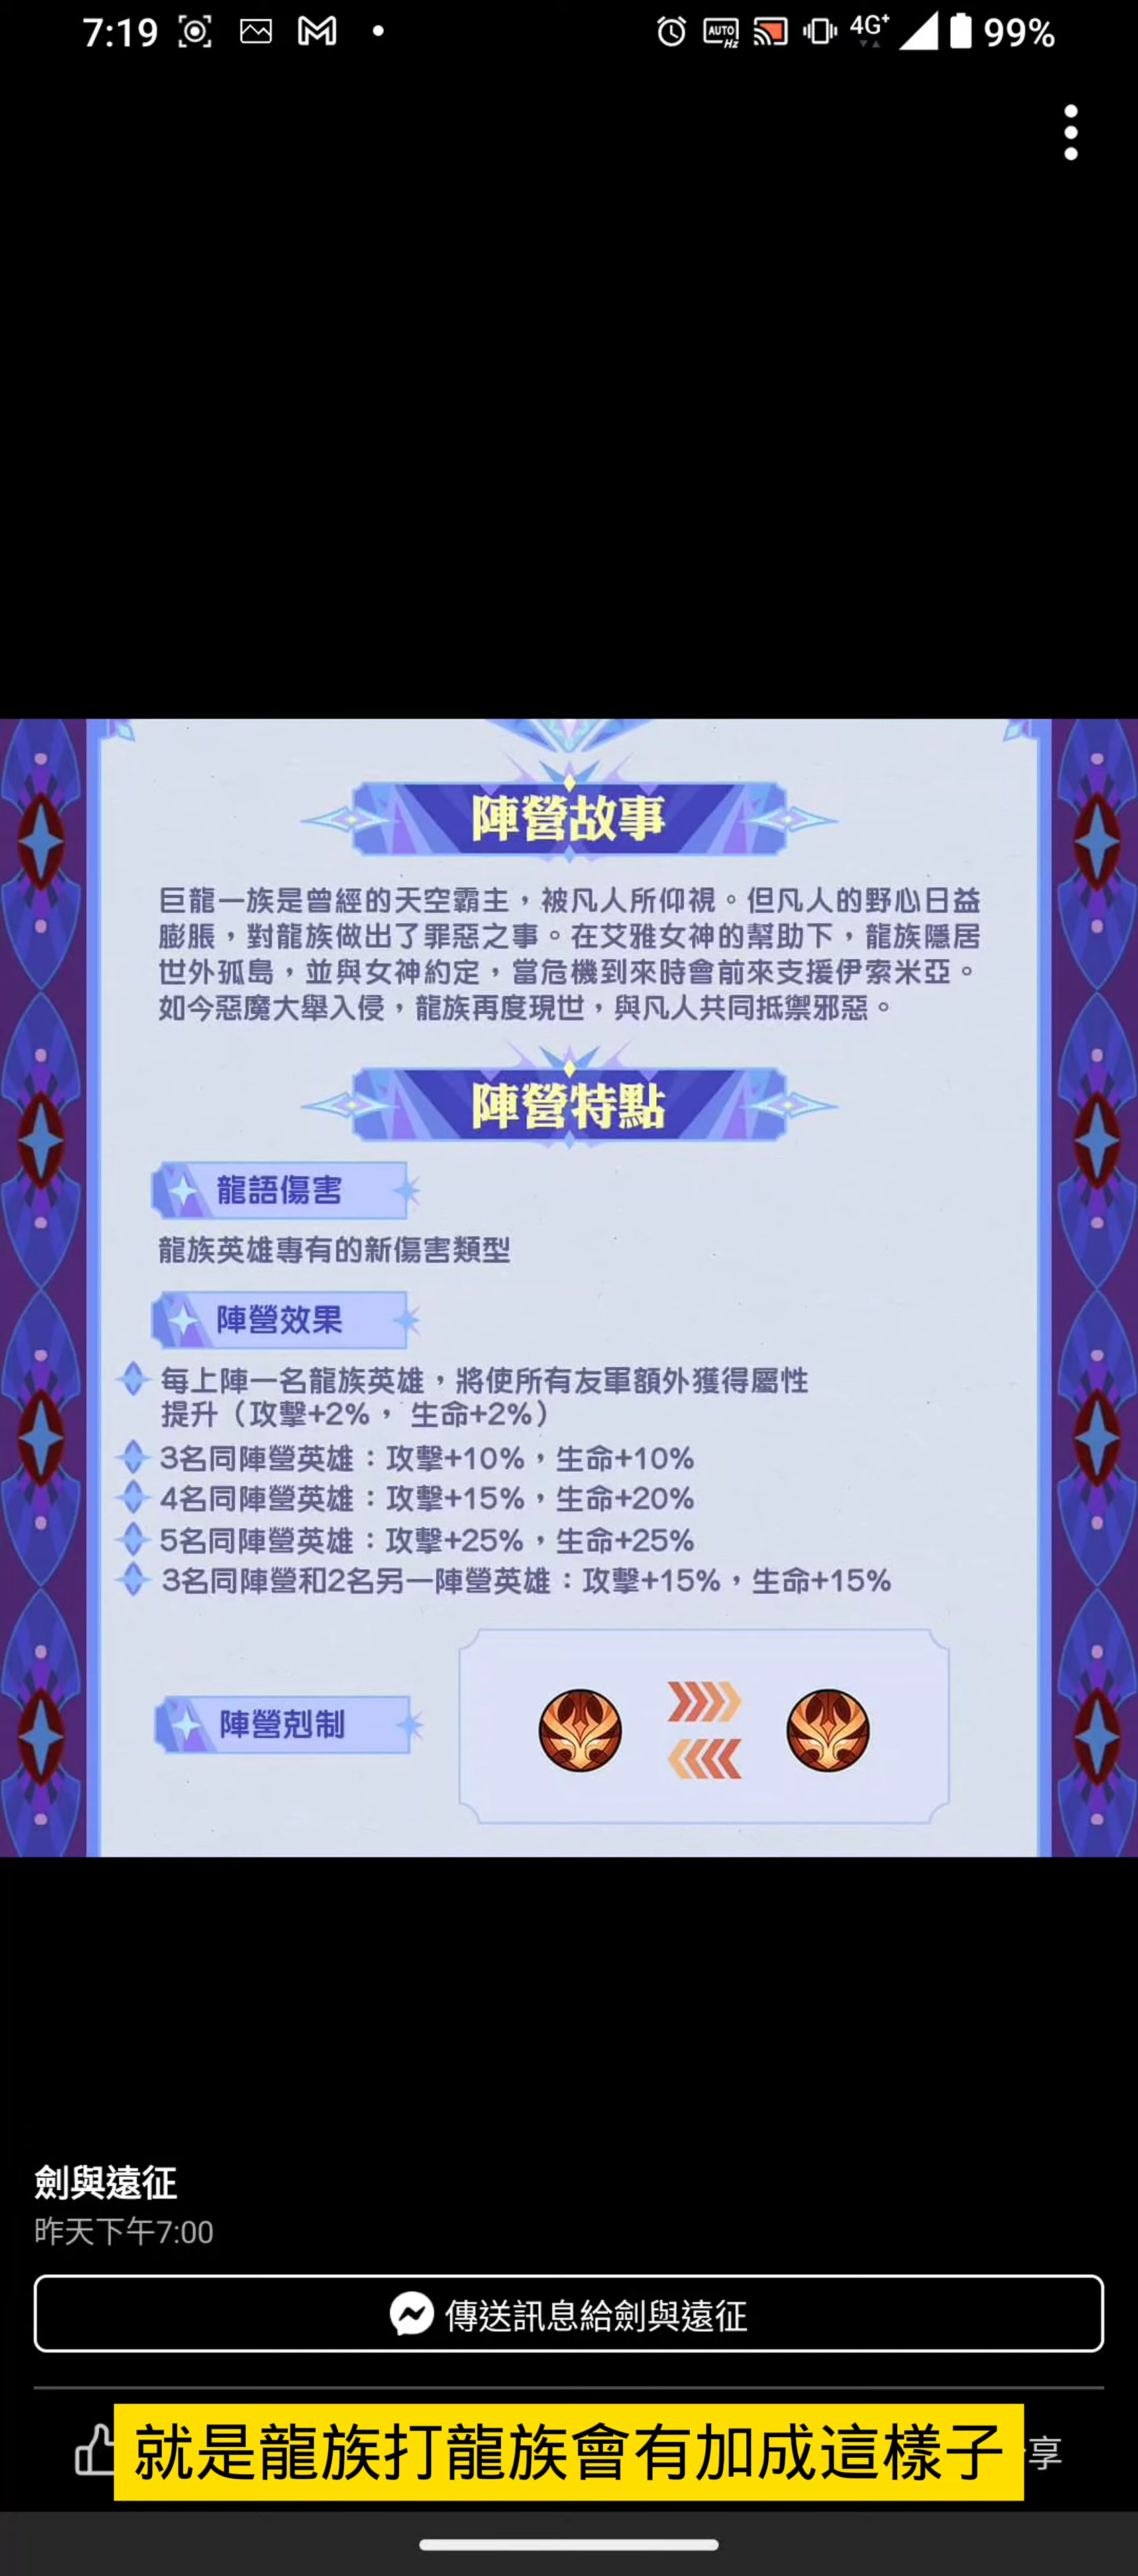 7:19
AUTO Hz
4G+
99%
陣營故事
巨龍一族是曾經的天空霸主，被凡人所仰視。但凡人的野心日益
膨脹，對龍族做出了罪惡之事。在艾雅女神的幫助下，龍族隱居
世外孤島，並與女神約定，當危機到來時會前來支援伊索米亞。
如今惡魔大舉入侵，龍族再度現世，與凡人共同抵禦邪惡。
陣營特點
龍語傷害
龍族英雄專有的新傷害類型
陣營效果
每上陣一名龍族英雄，將使所有友軍額外獲得屬性
提升（攻擊+2%， 生命+2%）
3名同陣營英雄：攻擊+10%，生命+10%
4名同陣營英雄：攻擊+15%，生命+20%
5名同陣營英雄：攻擊+25%，生命+25%
3名同陣營和2名另一陣營英雄：攻擊+15%，生命+15%
陣營剋制
劍與遠征
昨天下午7:00
傳送訊息給劍與遠征
就是龍族打龍族會有加成這樣子
享